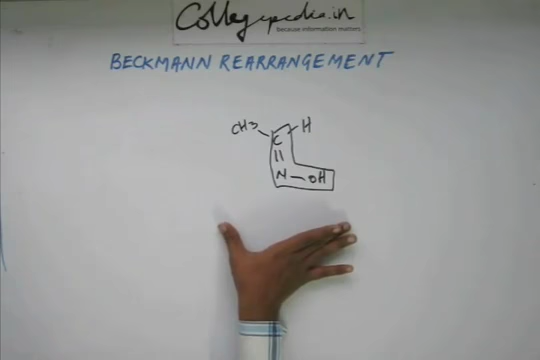 Collegepedia.in
because information matters
BECKMANN REARRANGEMENT
CH3 H
C
N - OH